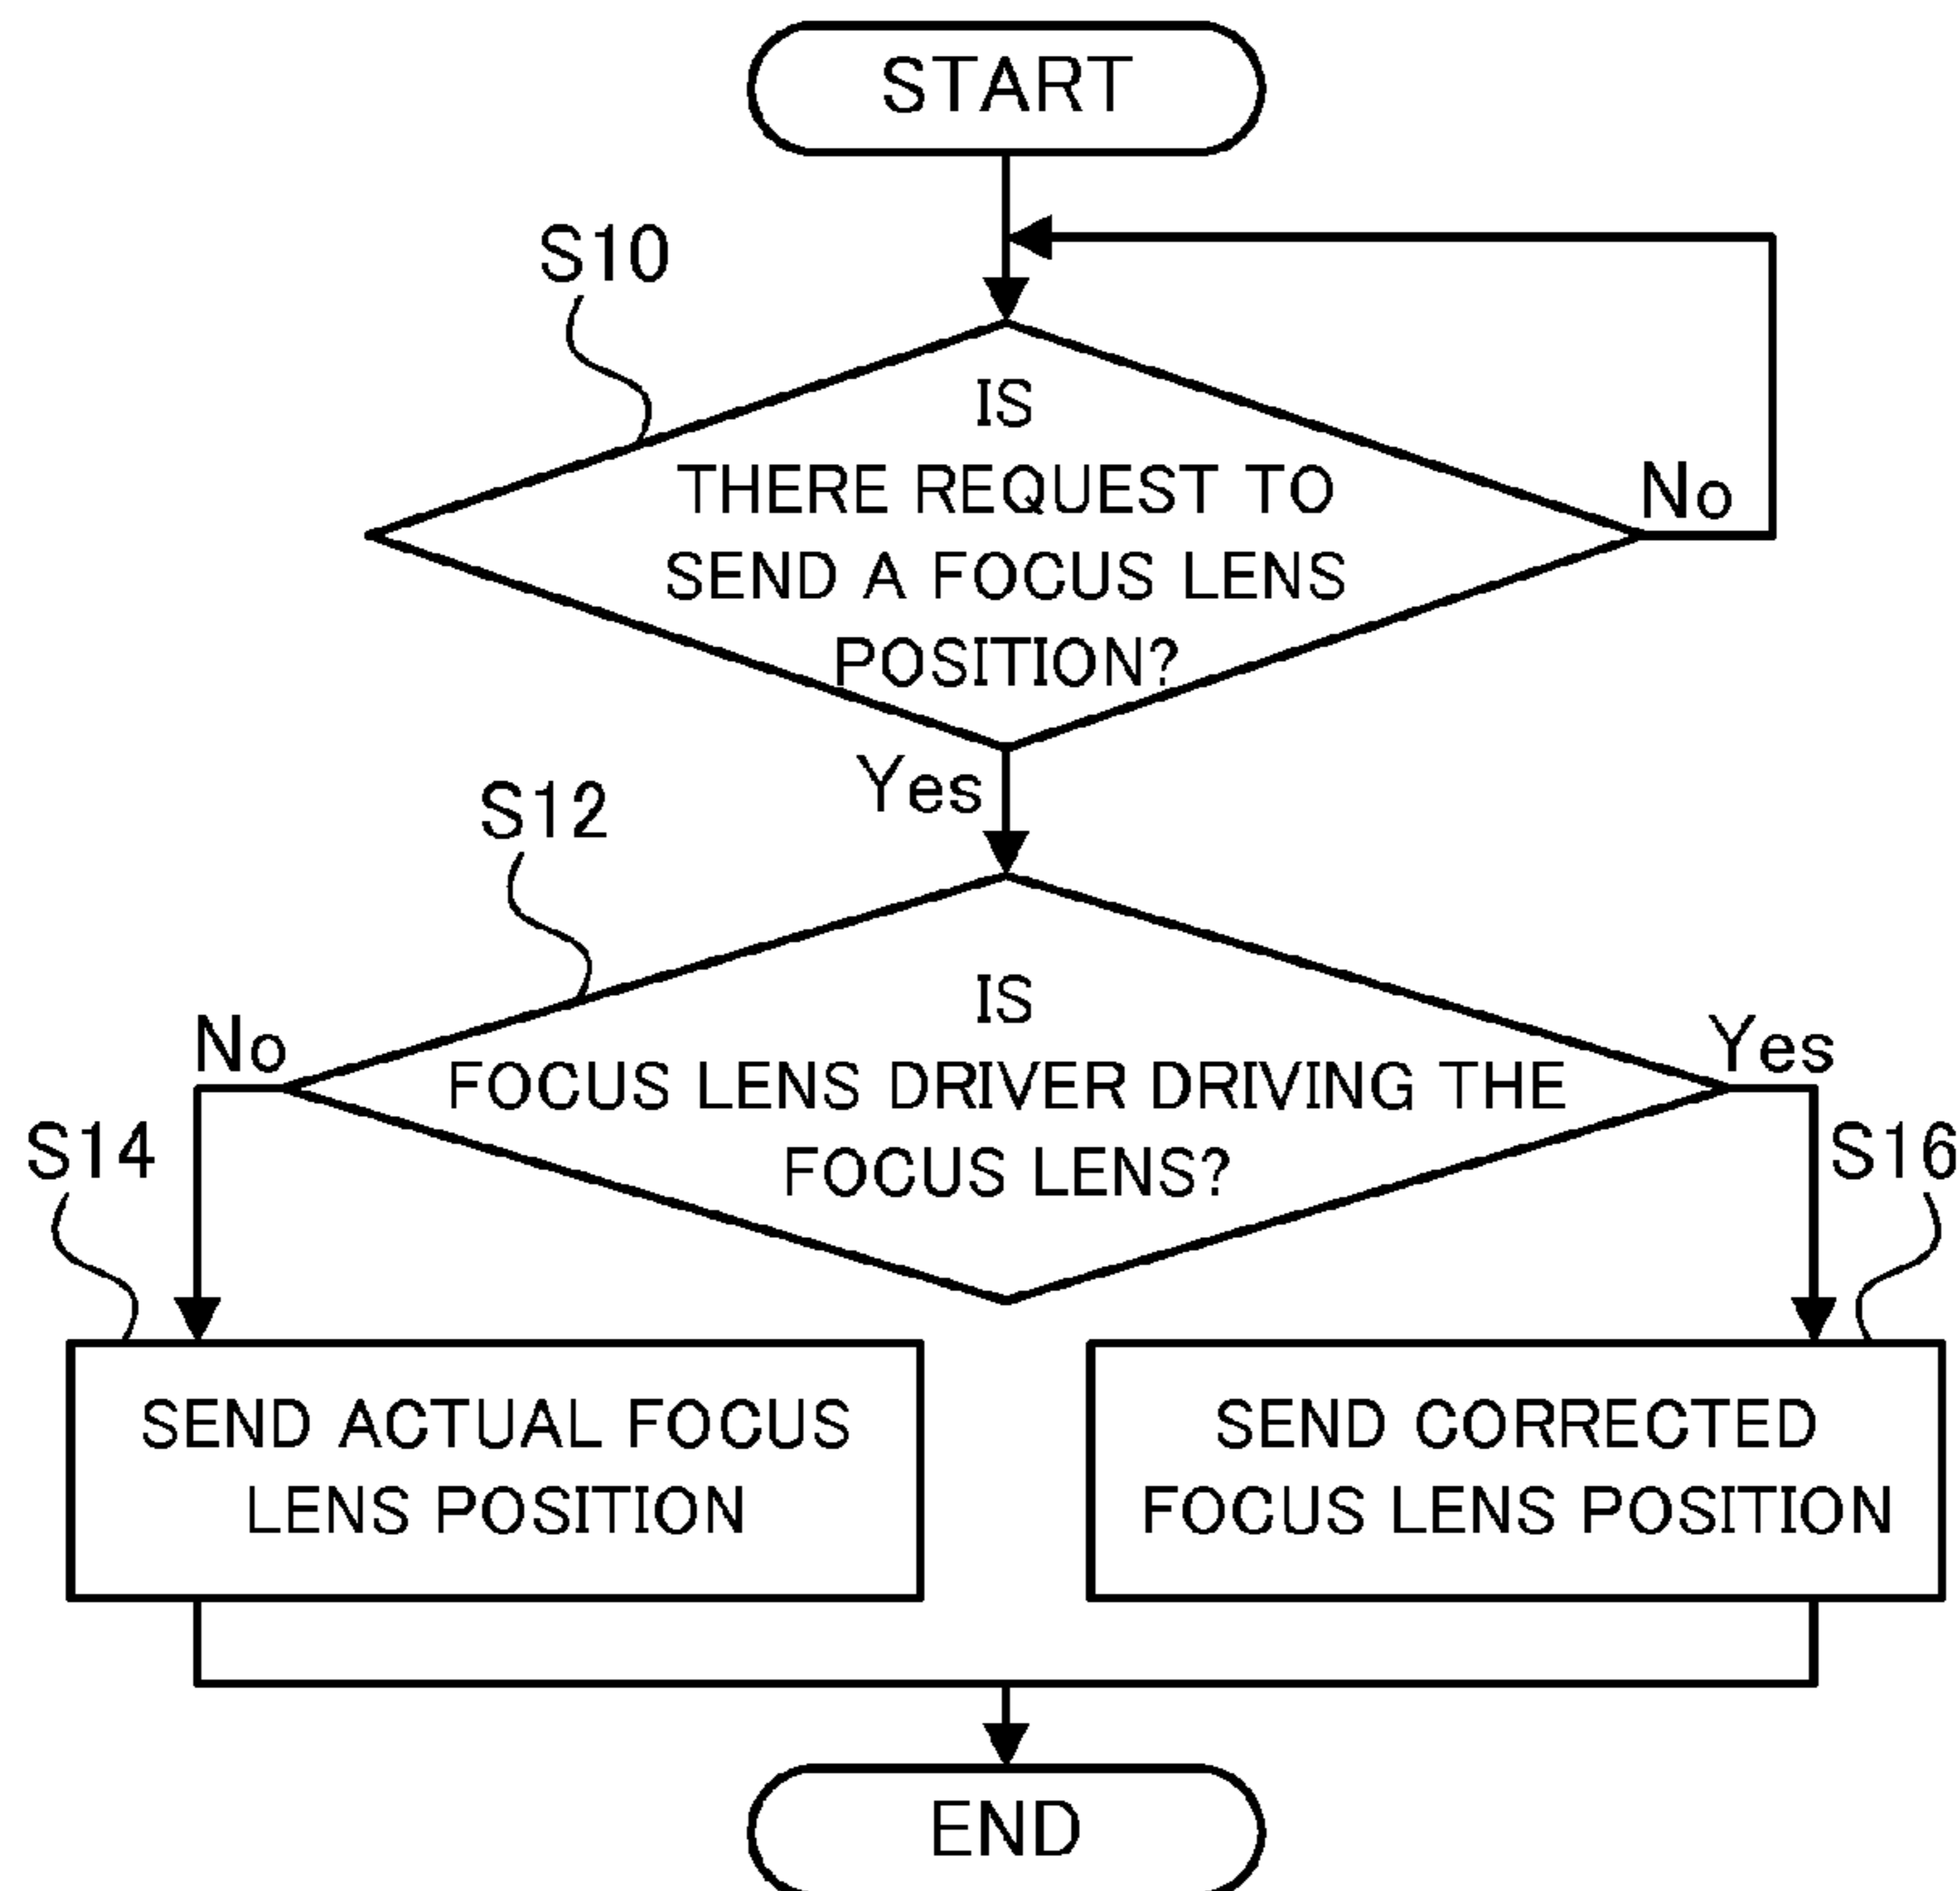 START
S10
IS
THERE REQUEST TO
SEND A FOCUS LENS
POSITION?
No
Yes
S12
IS
FOCUS LENS DRIVER DRIVING THE
FOCUS LENS?
No
Yes
S14
S16
SEND ACTUAL FOCUS
LENS POSITION
SEND CORRECTED
FOCUS LENS POSITION
END